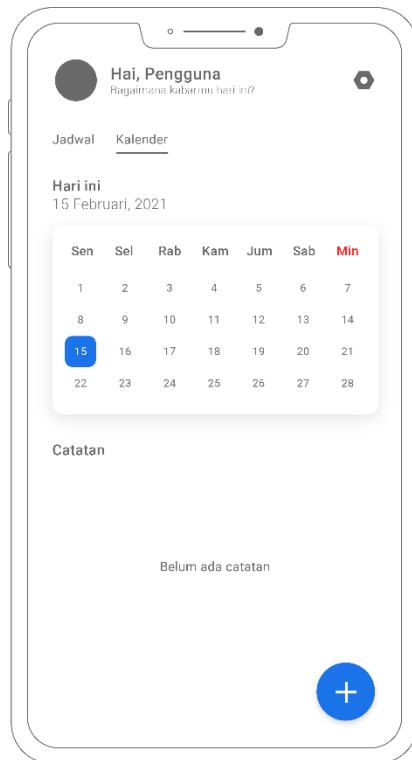 Hai, Pengguna
Bagaimana kabarmu hari ini?
Jadwal Kalender
Hari ini
15 Februari, 2021
Sen Sel Rab Kam Jum Sab Min
1 2 3 4 5 6 7
8 9 10 11 12 13 14
15 16 17 18 19 20 21
22 23 24 25 26 27 28
Catatan
Belum ada catatan